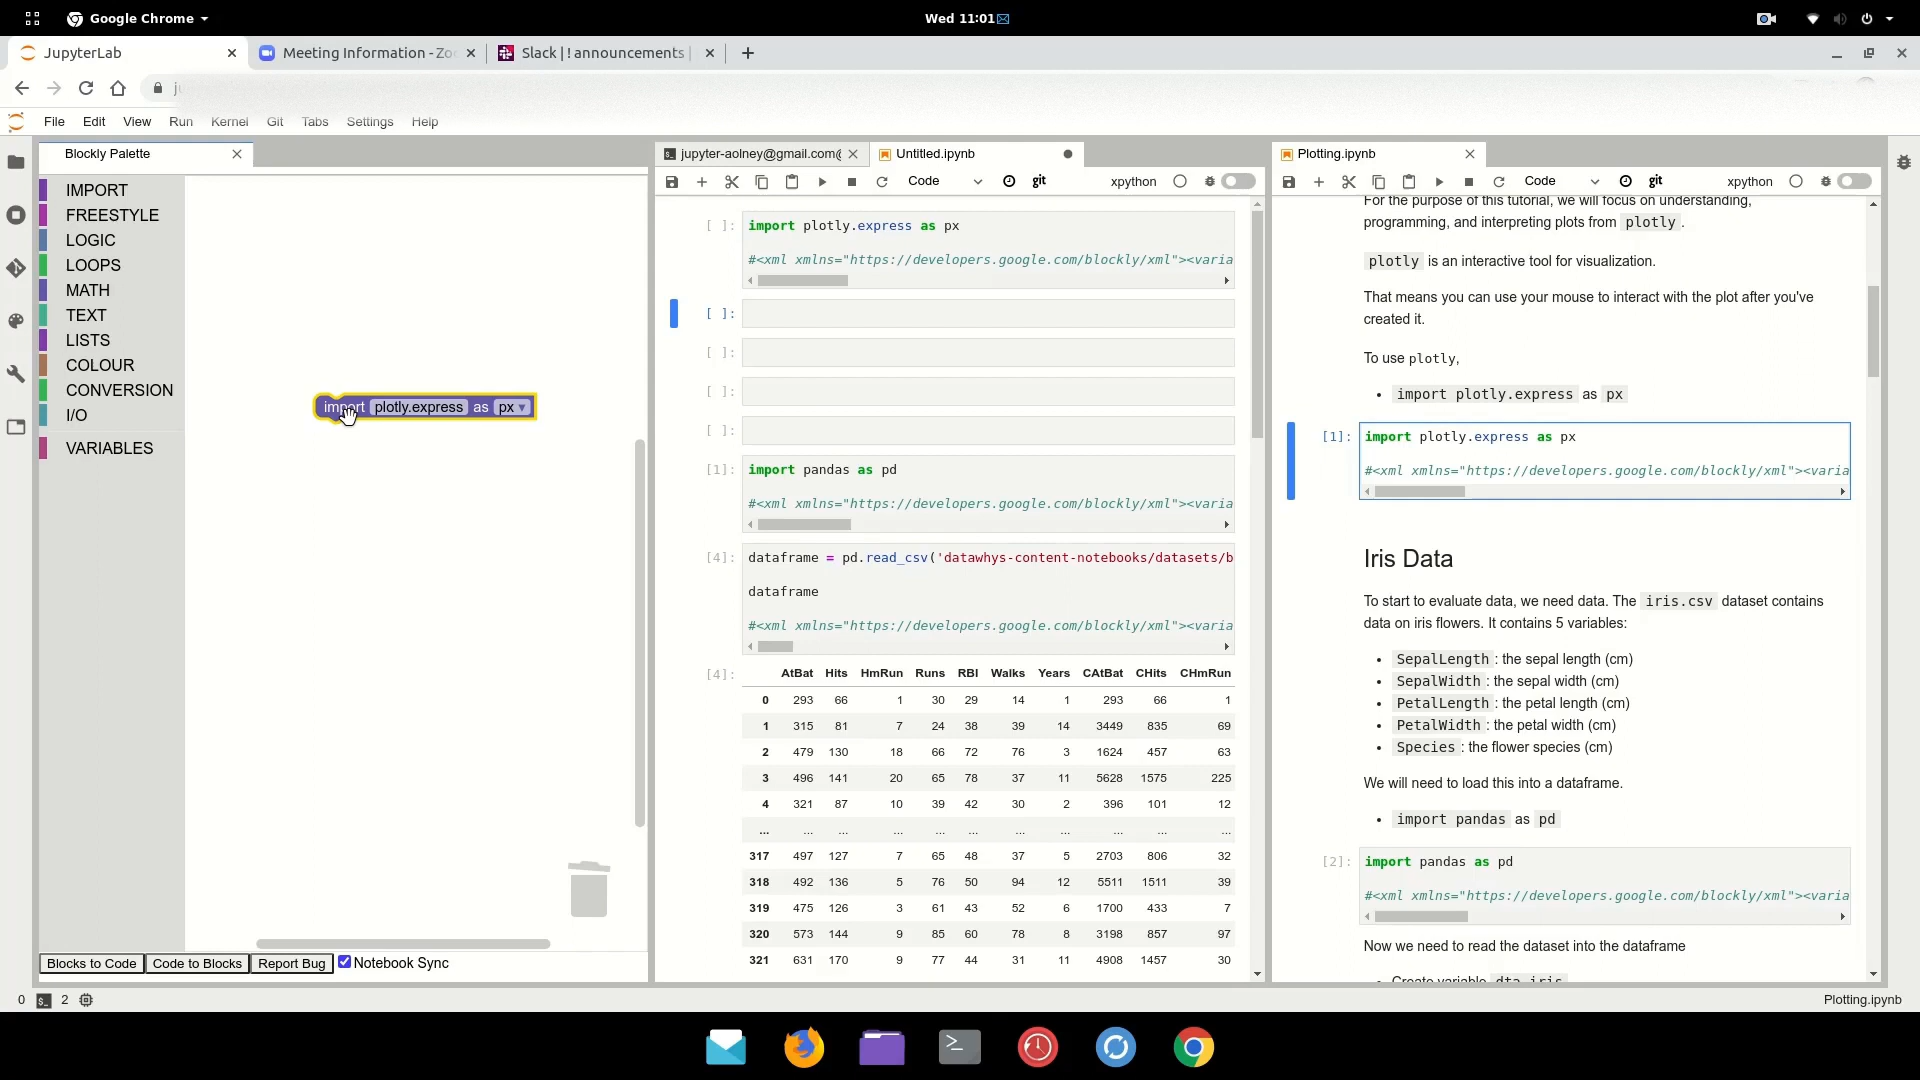 Google Chrome
Wed 11:01
JupyterLab
Meeting Information - Zo
Slack | ! announcements |
File Edit View Run Kernel Git Tabs Settings Help
Blockly Palette
IMPORT
FREESTYLE
LOGIC
LOOPS
MATH
TEXT
LISTS
COLOUR
CONVERSION
I/O
VARIABLES
import plotly.express as px
Blocks to Code Code to Blocks Report Bug Notebook Sync
jupyter-aolney@gmail.com
Untitled.ipynb
Code git xpython
[ ]: import plotly.express as px
#<xml xmlns="https://developers.google.com/blockly/xml"><varia
[ ]:
[ ]:
[ ]:
[ ]:
[1]: import pandas as pd
#<xml xmlns="https://developers.google.com/blockly/xml"><varia
[4]: dataframe = pd.read_csv('datawhys-content-notebooks/datasets/b
dataframe
#<xml xmlns="https://developers.google.com/blockly/xml"><varia
[4]: AtBat Hits HmRun Runs RBI Walks Years CAtBat CHits CHmRun
0 293 66 1 30 29 14 1 293 66 1
1 315 81 7 24 38 39 14 3449 835 69
2 479 130 18 66 72 76 3 1624 457 63
3 496 141 20 65 78 37 11 5628 1575 225
4 321 87 10 39 42 30 2 396 101 12
... ... ... ... ... ... ... ... ... ... ...
317 497 127 7 65 48 37 5 2703 806 32
318 492 136 5 76 50 94 12 5511 1511 39
319 475 126 3 61 43 52 6 1700 433 7
320 573 144 9 85 60 78 8 3198 857 97
321 631 170 9 77 44 31 11 4908 1457 30
Plotting.ipynb
Code git xpython
For the purpose of this tutorial, we will focus on understanding,
programming, and interpreting plots from plotly .
plotly is an interactive tool for visualization.
That means you can use your mouse to interact with the plot after you've
created it.
To use plotly,
• import plotly.express as px
[1]: import plotly.express as px
#<xml xmlns="https://developers.google.com/blockly/xml"><varia
Iris Data
To start to evaluate data, we need data. The iris.csv dataset contains
data on iris flowers. It contains 5 variables:
• SepalLength : the sepal length (cm)
• SepalWidth : the sepal width (cm)
• PetalLength : the petal length (cm)
• PetalWidth : the petal width (cm)
• Species : the flower species (cm)
We will need to load this into a dataframe.
• import pandas as pd
[2]: import pandas as pd
#<xml xmlns="https://developers.google.com/blockly/xml"><varia
Now we need to read the dataset into the dataframe
• Create variable dta_iris
0 2
Plotting.ipynb